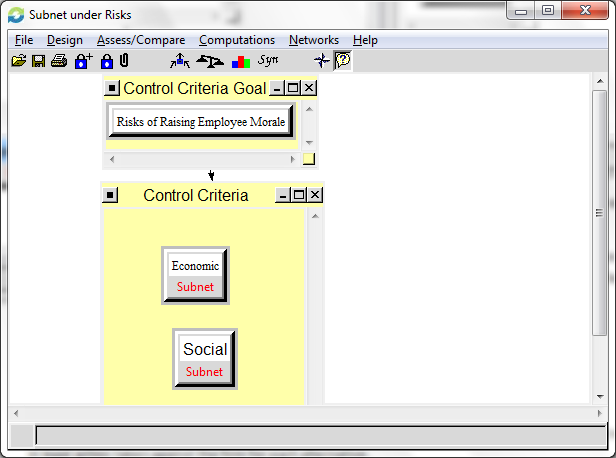 Subnet under Risks
File Design Assess/Compare Computations Networks Help
Syn
Control Criteria Goal
Risks of Raising Employee Morale
Control Criteria
Economic
Subnet
Social
Subnet